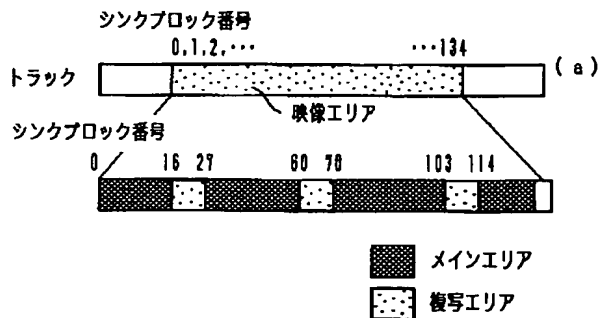 シンクブロック番号
0,1,2,・・・ ・・・134
トラック (a)
映像エリア
シンクブロック番号
0 16 27 60 70 103 114
メインエリア
複写エリア